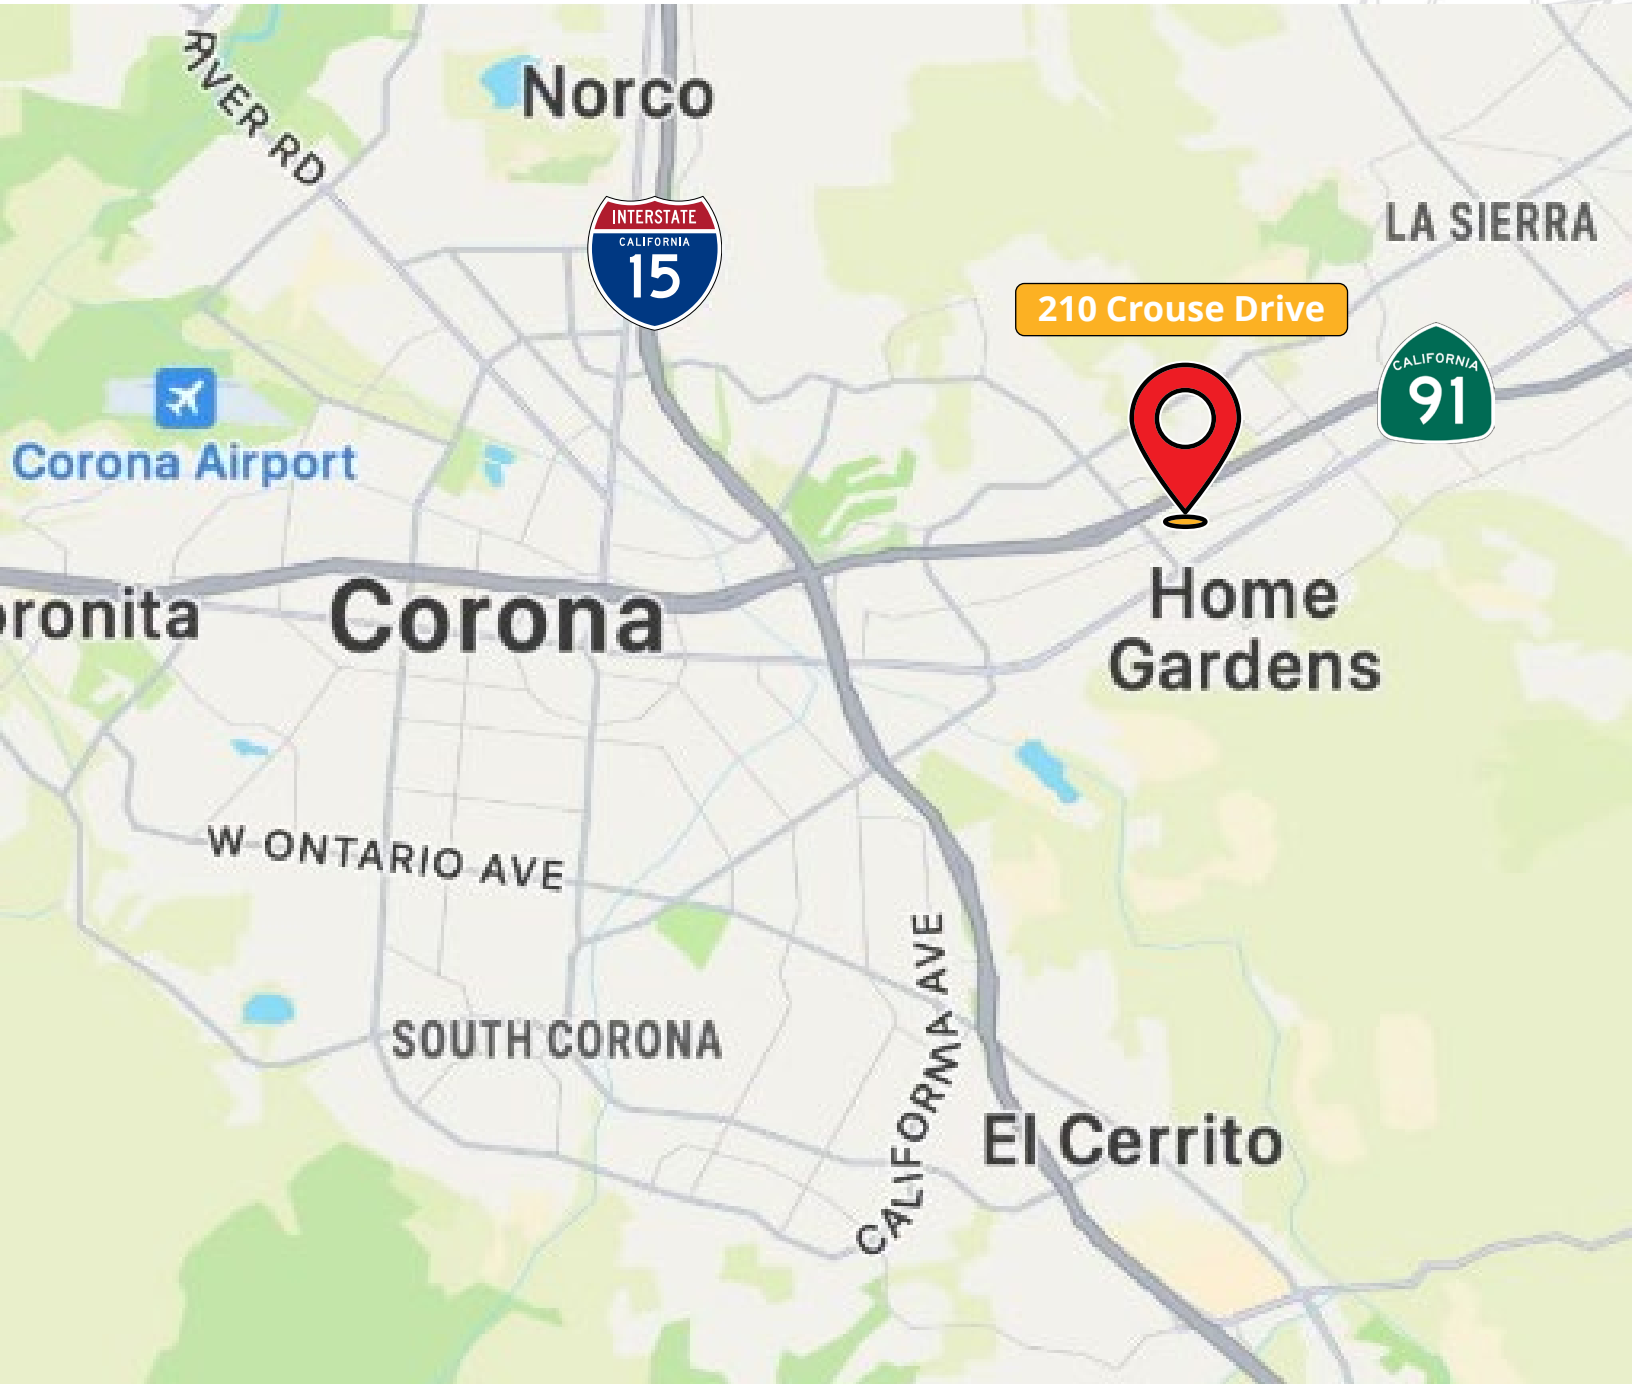 RIVER RD
Norco
INTERSTATE
CALIFORNIA
15
LA SIERRA
210 Crouse Drive
CALIFORNIA
91
Corona Airport
oronita
Corona
Home
Gardens
W ONTARIO AVE
CALIFORNIA AVE
SOUTH CORONA
El Cerrito